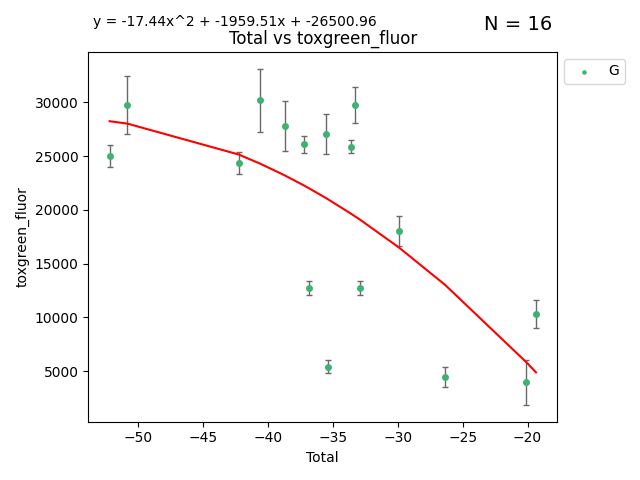 y = -17.44x^2 + -1959.51x + -26500.96
N = 16
Total vs toxgreen_fluor
G
toxgreen_fluor
30000
25000
20000
15000
10000
5000
−50
−45
−40
−35
−30
−25
−20
Total